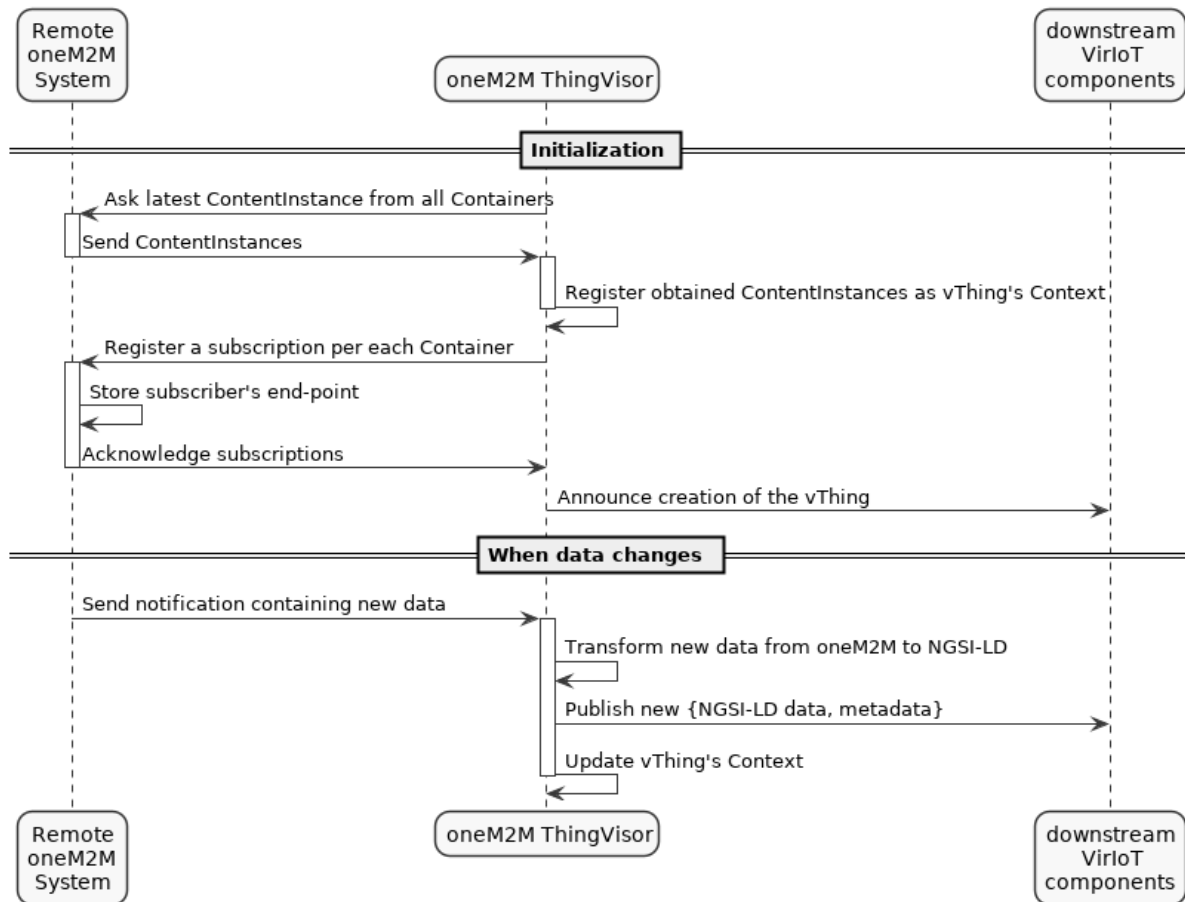 Remote
oneM2M
System
oneM2M ThingVisor
downstream
VirIoT
components
Initialization
Ask latest ContentInstance from all Containers
Send ContentInstances
Register obtained ContentInstances as vThing's Context
Register a subscription per each Container
Store subscriber's end-point
Acknowledge subscriptions
Announce creation of the vThing
When data changes
Send notification containing new data
Transform new data from oneM2M to NGSI-LD
Publish new {NGSI-LD data, metadata}
Update vThing's Context
Remote
oneM2M
System
oneM2M ThingVisor
downstream
VirIoT
components